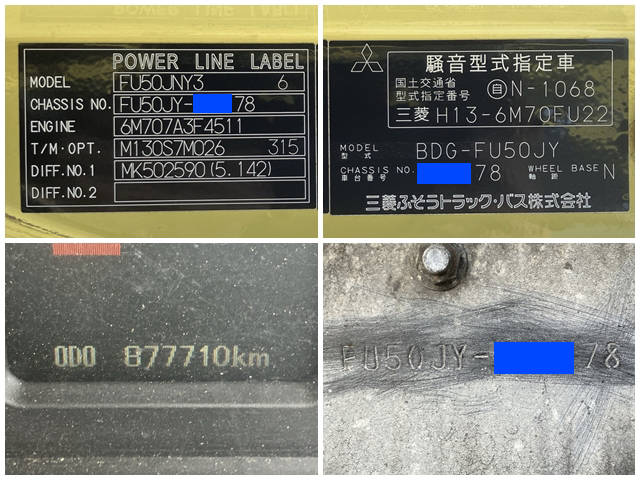 POWER LINE LABEL
MODEL FU50JNY3 6
CHASSIS NO. FU50JY- 78
ENGINE 6M707A3F4511
T/M・OPT. M130S7M026 315
DIFF.NO.1 MK502590(5.142)
DIFF.NO.2
騒音型式指定車
国土交通省
型式指定番号 自N-1068
三菱 H13-6M70FU22
MODEL
型式 BDG-FU50JY
CHASSIS NO.
車台番号 78
WHEEL BASE
軸距 N
三菱ふそうトラック・バス株式会社
ODO 877710km
FU50JY- 78